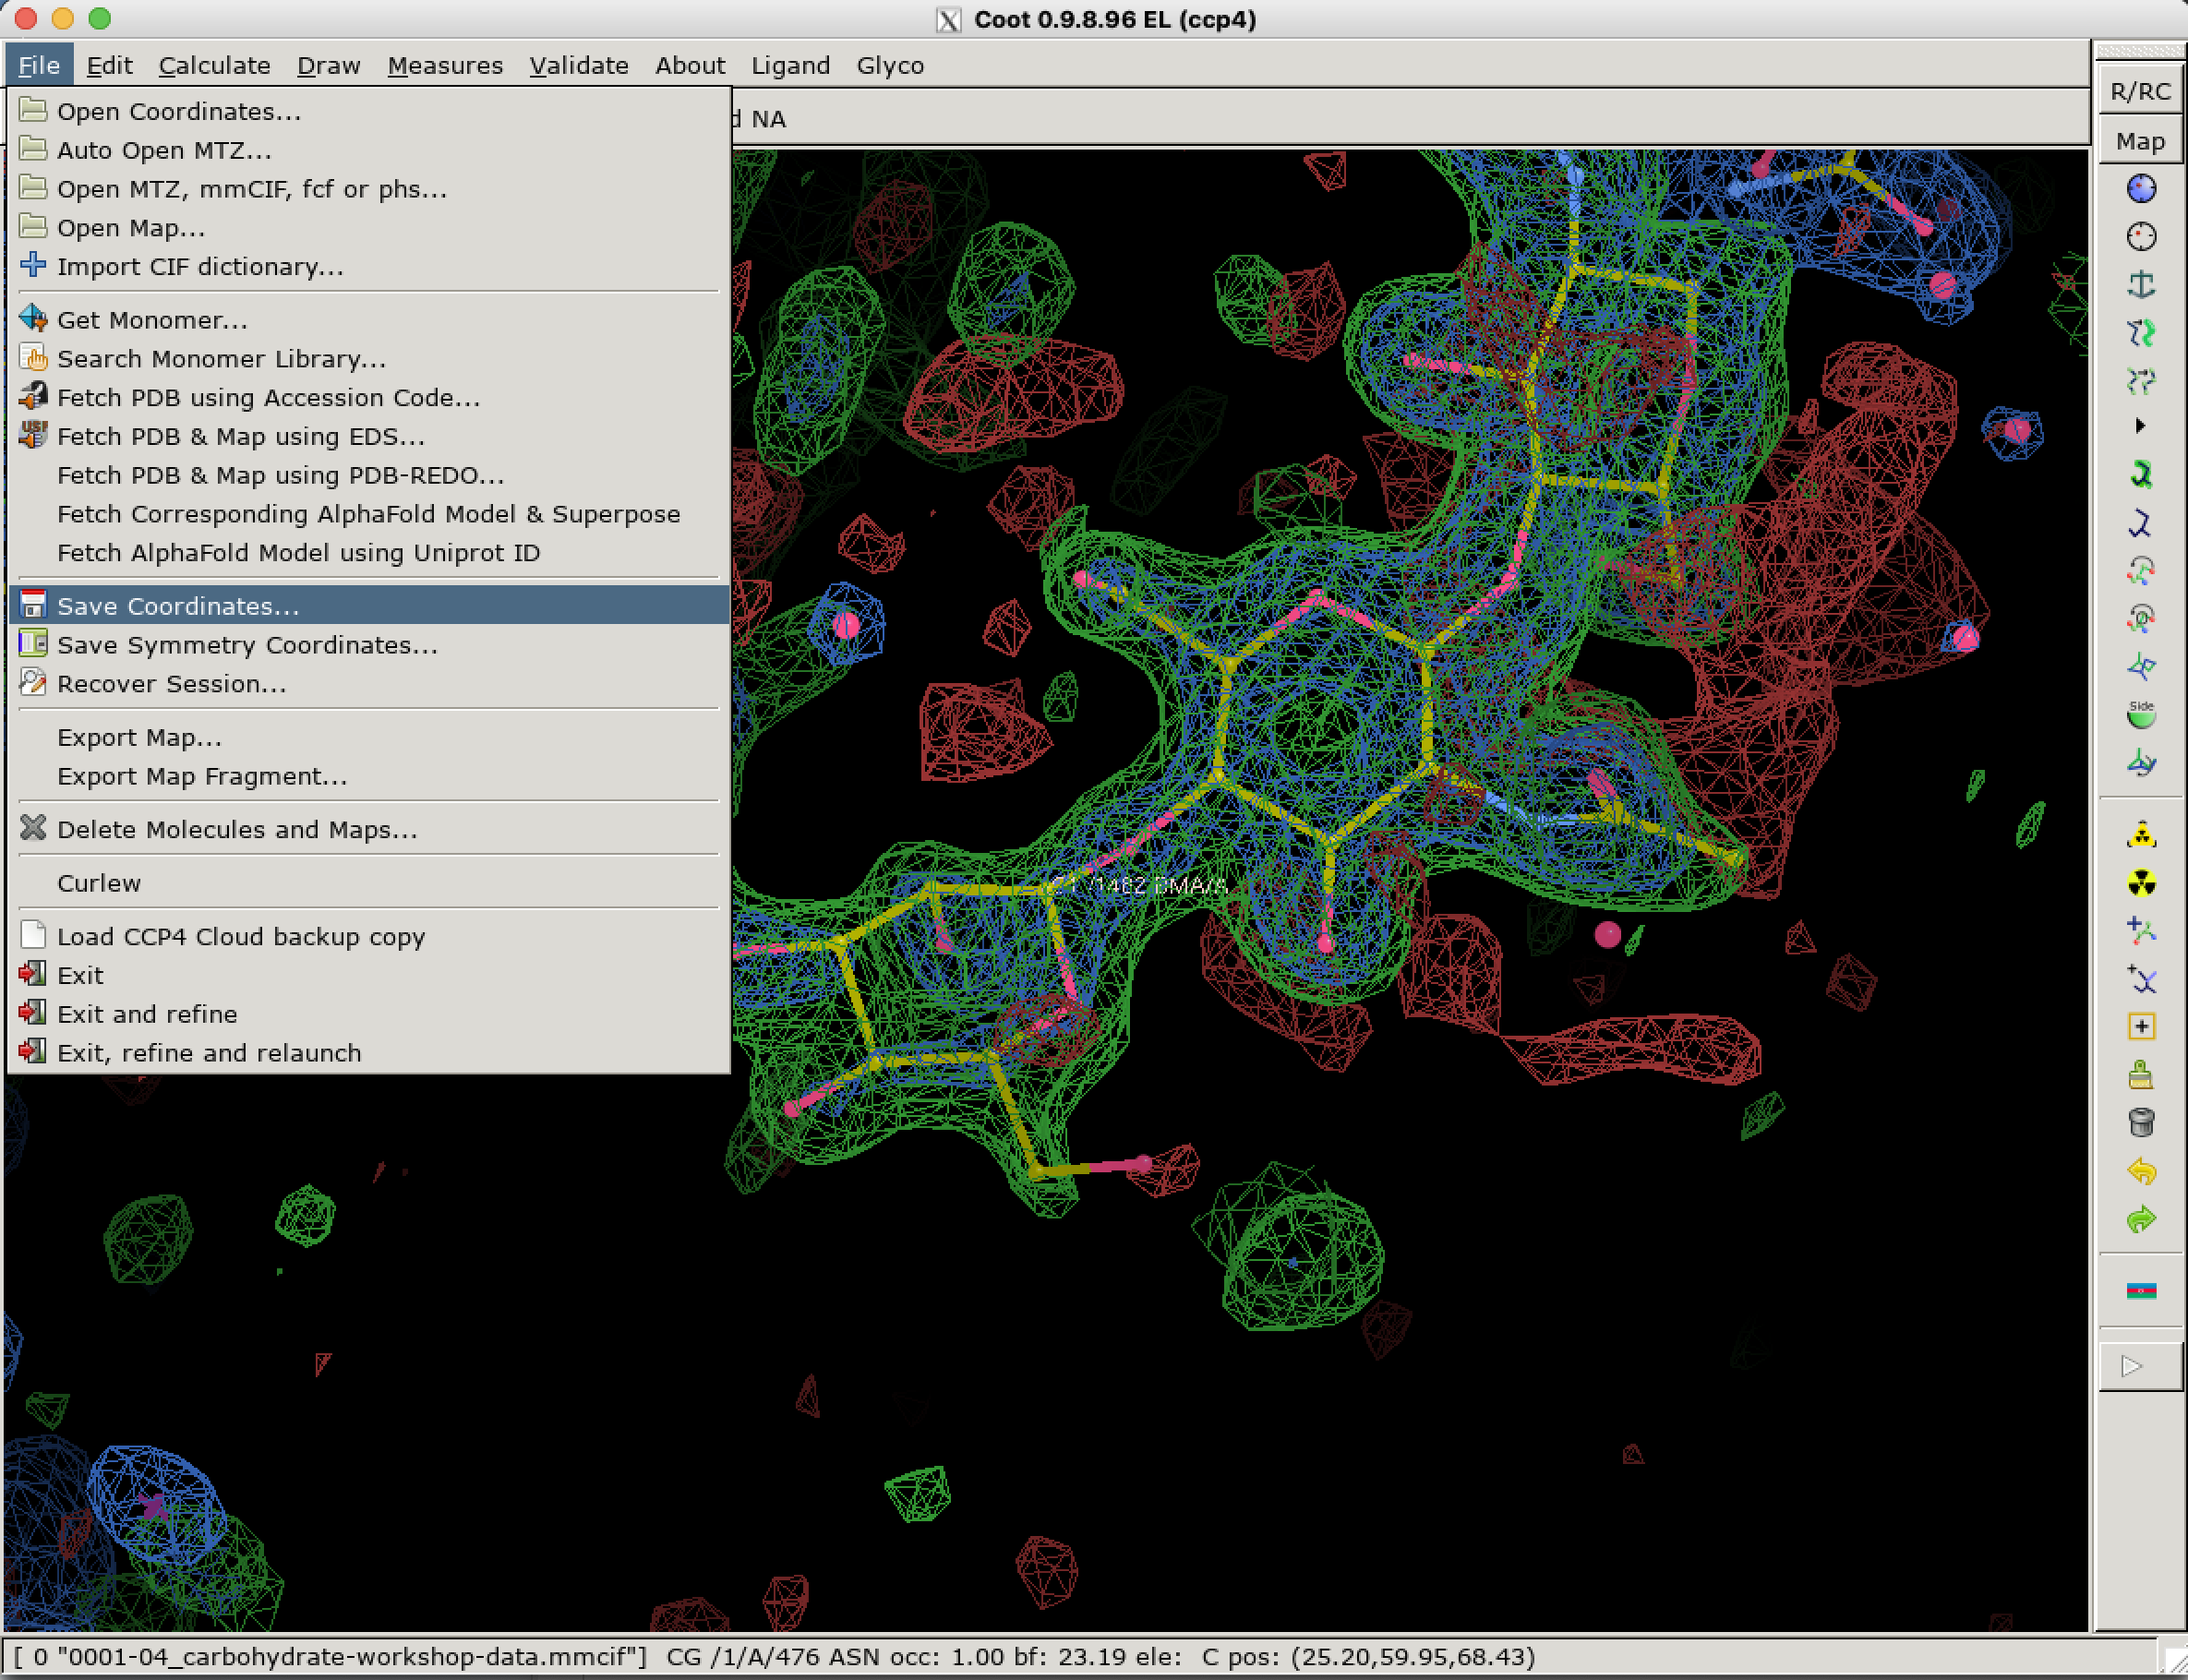 Coot 0.9.8.96 EL (ccp4)
File Edit Calculate Draw Measures Validate About Ligand Glyco
R/RC
Map
NA
Open Coordinates...
Auto Open MTZ...
Open MTZ, mmCIF, fcf or phs...
Open Map...
Import CIF dictionary...
Get Monomer...
Search Monomer Library...
Fetch PDB using Accession Code...
Fetch PDB & Map using EDS...
Fetch PDB & Map using PDB-REDO...
Fetch Corresponding AlphaFold Model & Superpose
Fetch AlphaFold Model using Uniprot ID
Save Coordinates...
Save Symmetry Coordinates...
Recover Session...
Export Map...
Export Map Fragment...
Delete Molecules and Maps...
Curlew
Load CCP4 Cloud backup copy
Exit
Exit and refine
Exit, refine and relaunch
Side
[ 0 "0001-04_carbohydrate-workshop-data.mmcif"] CG /1/A/476 ASN occ: 1.00 bf: 23.19 ele: C pos: (25.20,59.95,68.43)